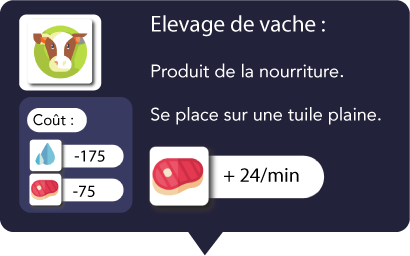 Elevage de vache :
Produit de la nourriture.
Se place sur une tuile plaine.
Coût :
-175
-75
+ 24/min